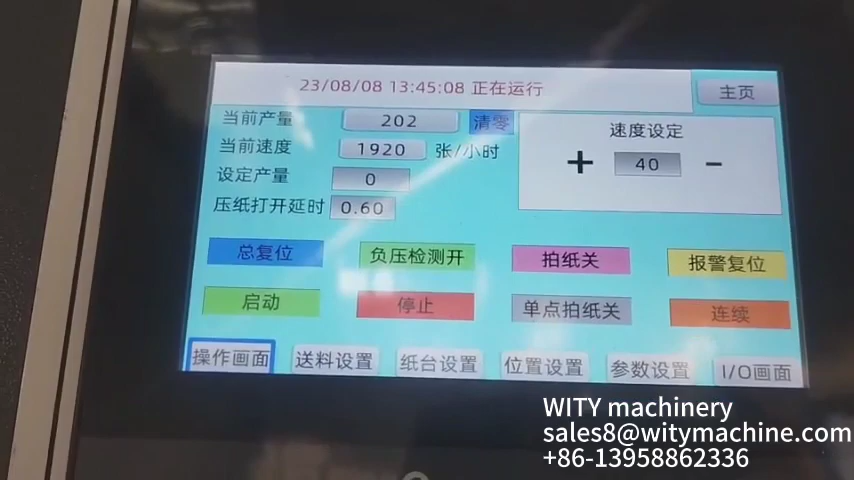 23/08/08 13:45:08 正在运行 主页
当前产量 202 清零
当前速度 1920 张/小时
设定产量 0
压纸打开延时 0.60
速度设定
+ 40 -
总复位 负压检测开 拍纸关 报警复位
启动 停止 单点拍纸关 连续
操作画面 送料设置 纸台设置 位置设置 参数设置 I/O画面
WITY machinery
sales8@witymachine.com
+86-13958862336